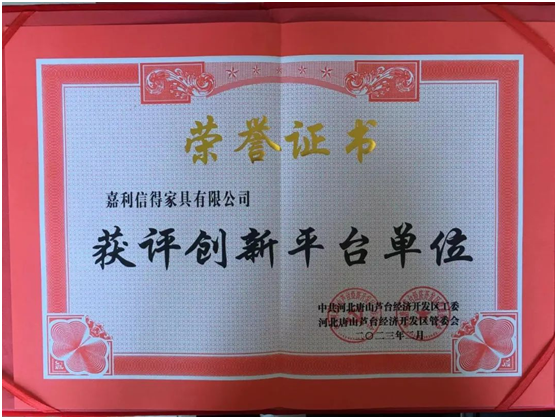 荣誉证书
嘉利信得家具有限公司
获评创新平台单位
中共河北唐山芦台经济开发区工委
河北唐山芦台经济开发区管委会
二〇二三年二月